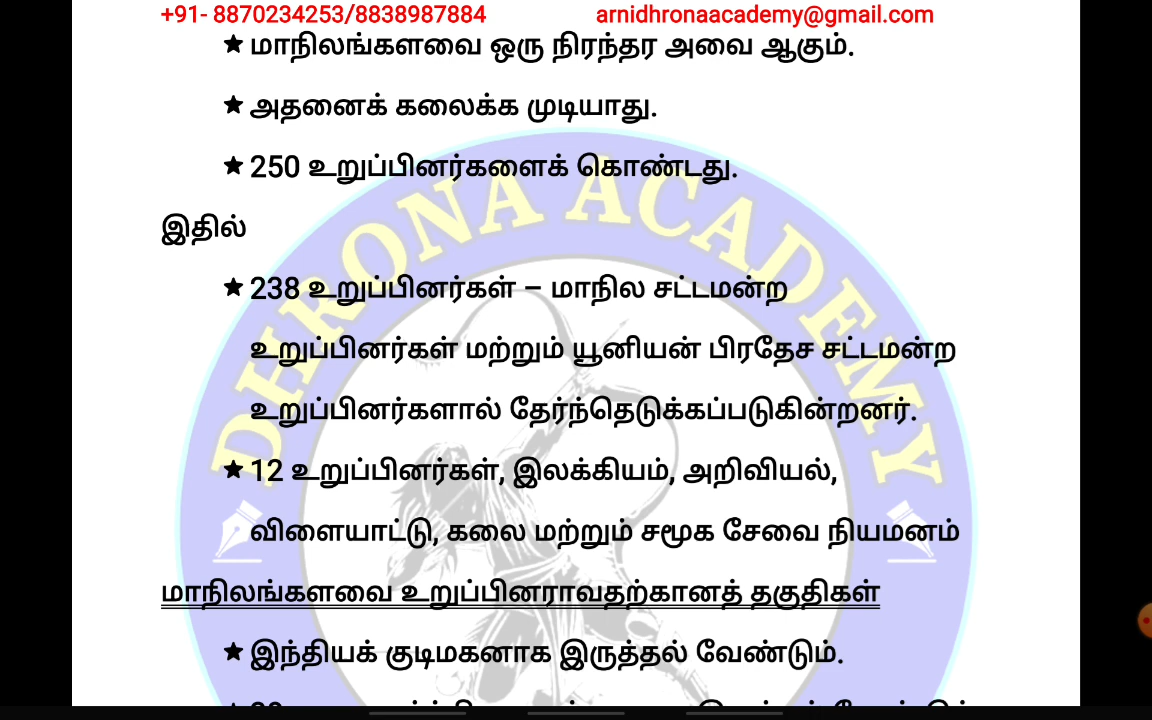 +91- 8870234253/8838987884 arnidhronaacademy@gmail.com
★ மாநிலங்களவை ஒரு நிரந்தர அவை ஆகும்.
★ அதனைக் கலைக்க முடியாது.
★ 250 உறுப்பினர்களைக் கொண்டது.
இதில்
★ 238 உறுப்பினர்கள் – மாநில சட்டமன்ற
உறுப்பினர்கள் மற்றும் யூனியன் பிரதேச சட்டமன்ற
உறுப்பினர்களால் தேர்ந்தெடுக்கப்படுகின்றனர்.
★ 12 உறுப்பினர்கள், இலக்கியம், அறிவியல்,
விளையாட்டு, கலை மற்றும் சமூக சேவை நியமனம்
மாநிலங்களவை உறுப்பினராவதற்கானத் தகுதிகள்
★ இந்தியக் குடிமகனாக இருத்தல் வேண்டும்.
DHRONA ACADEMY